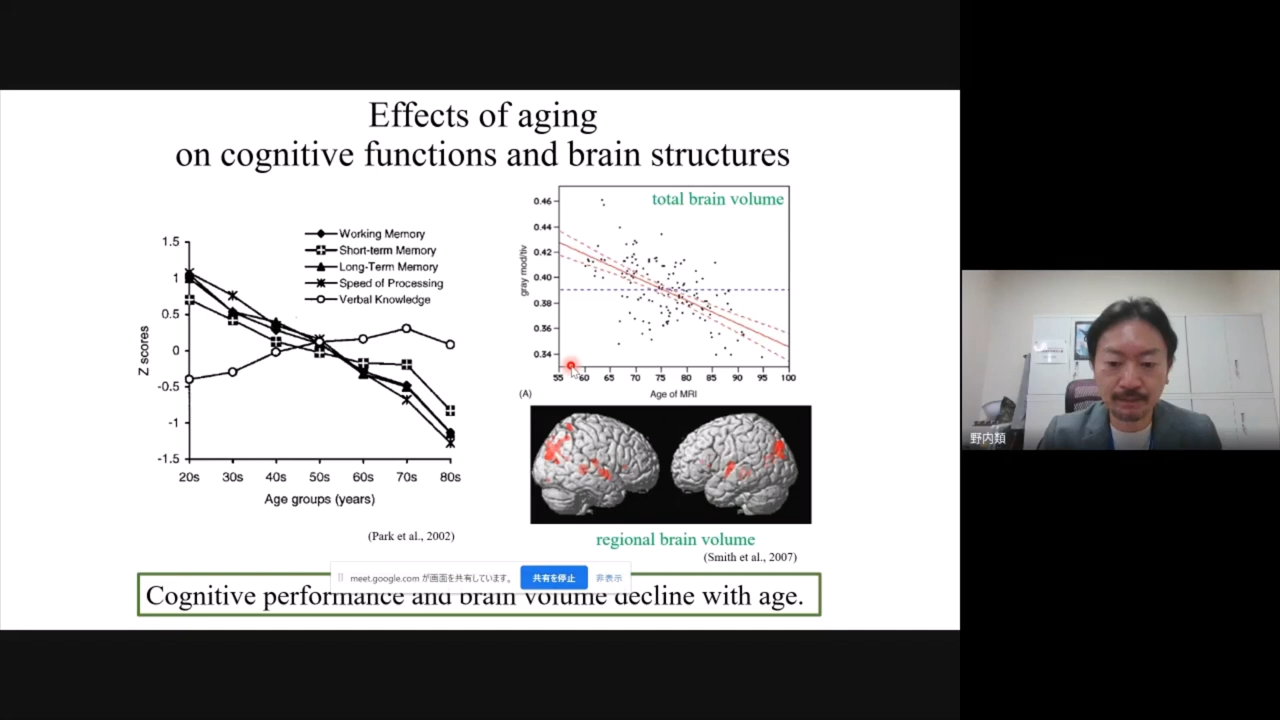 Effects of aging
on cognitive functions and brain structures
Working Memory
Short-term Memory
Long-Term Memory
Speed of Processing
Verbal Knowledge
1.5
1
0.5
0
-0.5
-1
-1.5
Z scores
20s 30s 40s 50s 60s 70s 80s
Age groups (years)
(Park et al., 2002)
total brain volume
0.46
0.44
0.42
0.40
0.38
0.36
0.34
gray mod/tiv
55 60 65 70 75 80 85 90 95 100
(A)
Age of MRI
regional brain volume
(Smith et al., 2007)
meet.google.com が画面を共有しています。 共有を停止 非表示
Cognitive performance and brain volume decline with age.
野内類